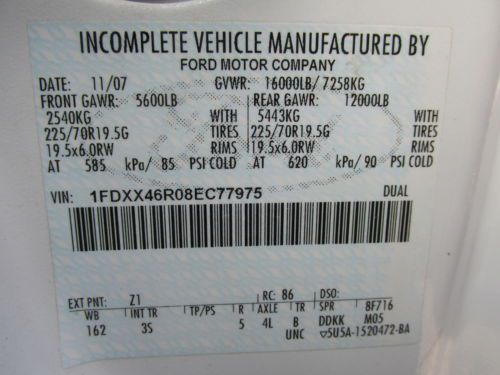 INCOMPLETE VEHICLE MANUFACTURED BY
FORD MOTOR COMPANY
DATE: 11/07 GVWR: 16000LB/ 7258KG
FRONT GAWR: 5600LB REAR GAWR: 12000LB
2540KG WITH 5443KG WITH
225/70R19.5G TIRES 225/70R19.5G TIRES
19.5x6.0RW RIMS 19.5x6.0RW RIMS
AT 585 kPa/ 85 PSI COLD AT 620 kPa/90 PSI COLD
VIN: 1FDXX46R08EC77975 DUAL
EXT PNT: Z1 RC: 86 DSO:
WB INT TR TP/PS R AXLE TR SPR 8F716
162 3S 5 4L B DDKK M05
UNC ▽5U5A-1520472-BA